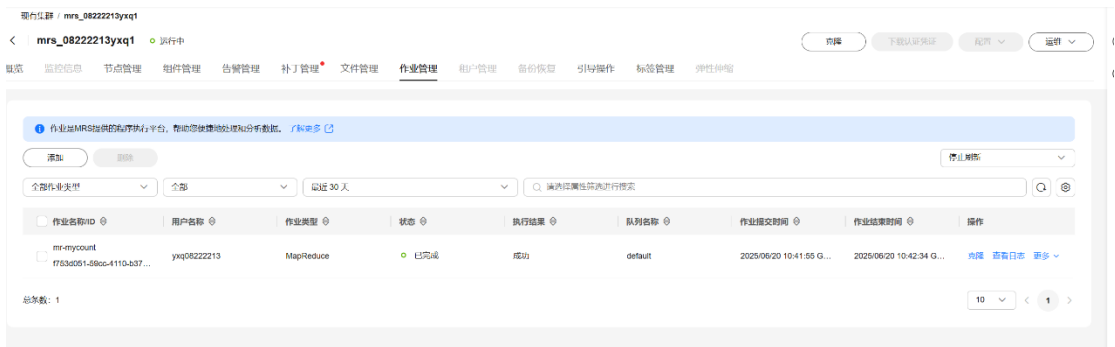 现有集群 / mrs_08222213yxq1
mrs_08222213yxq1 运行中 克隆 下载认证凭证 配置 运维
概览 监控信息 节点管理 组件管理 告警管理 补丁管理 文件管理 作业管理 租户管理 备份恢复 引导操作 标签管理 弹性伸缩
作业是MRS提供的程序执行平台，帮助您便捷地处理和分析数据。 了解更多
添加 删除 停止刷新
全部作业类型 全部 最近 30 天 请选择属性筛选进行搜索
作业名称/ID 用户名称 作业类型 状态 执行结果 队列名称 作业提交时间 作业结束时间 操作
mr-mycount
f753d051-59cc-4110-b37... yxq08222213 MapReduce 已完成 成功 default 2025/06/20 10:41:55 G... 2025/06/20 10:42:34 G... 克隆 查看日志 更多
总条数：1 10 1